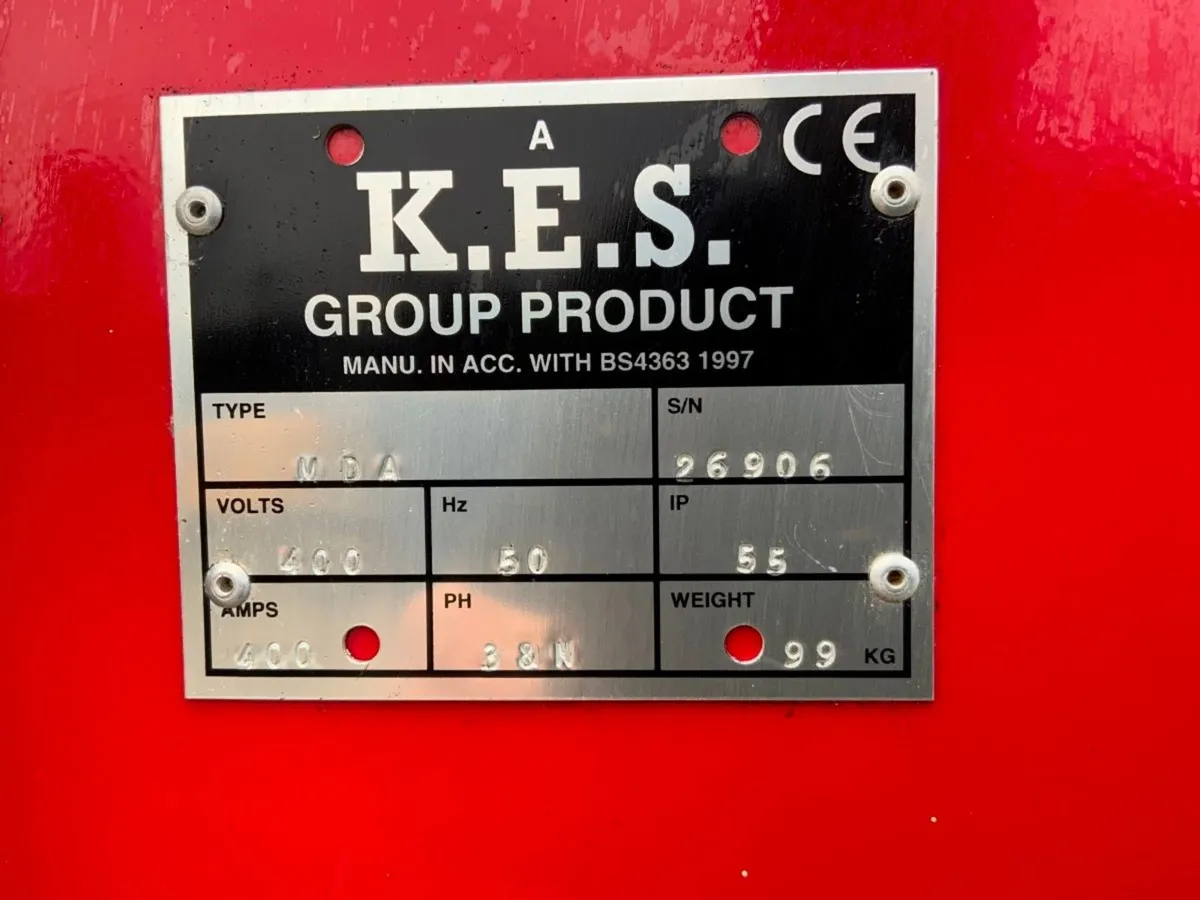 A
CE
K.E.S.
GROUP PRODUCT
MANU. IN ACC. WITH BS4363 1997
TYPE
MDA
S/N
26906
VOLTS
400
Hz
50
IP
55
AMPS
400
PH
3&N
WEIGHT
99 KG